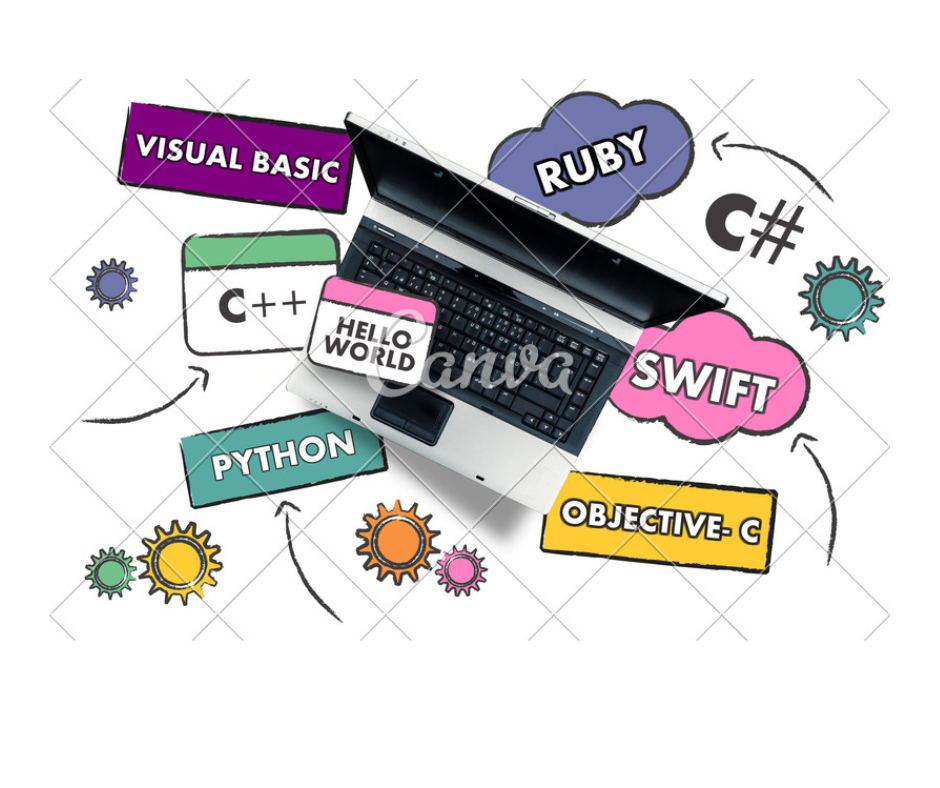 VISUAL BASIC
RUBY
C#
C++
HELLO
WORLD
Canva
SWIFT
PYTHON
OBJECTIVE- C